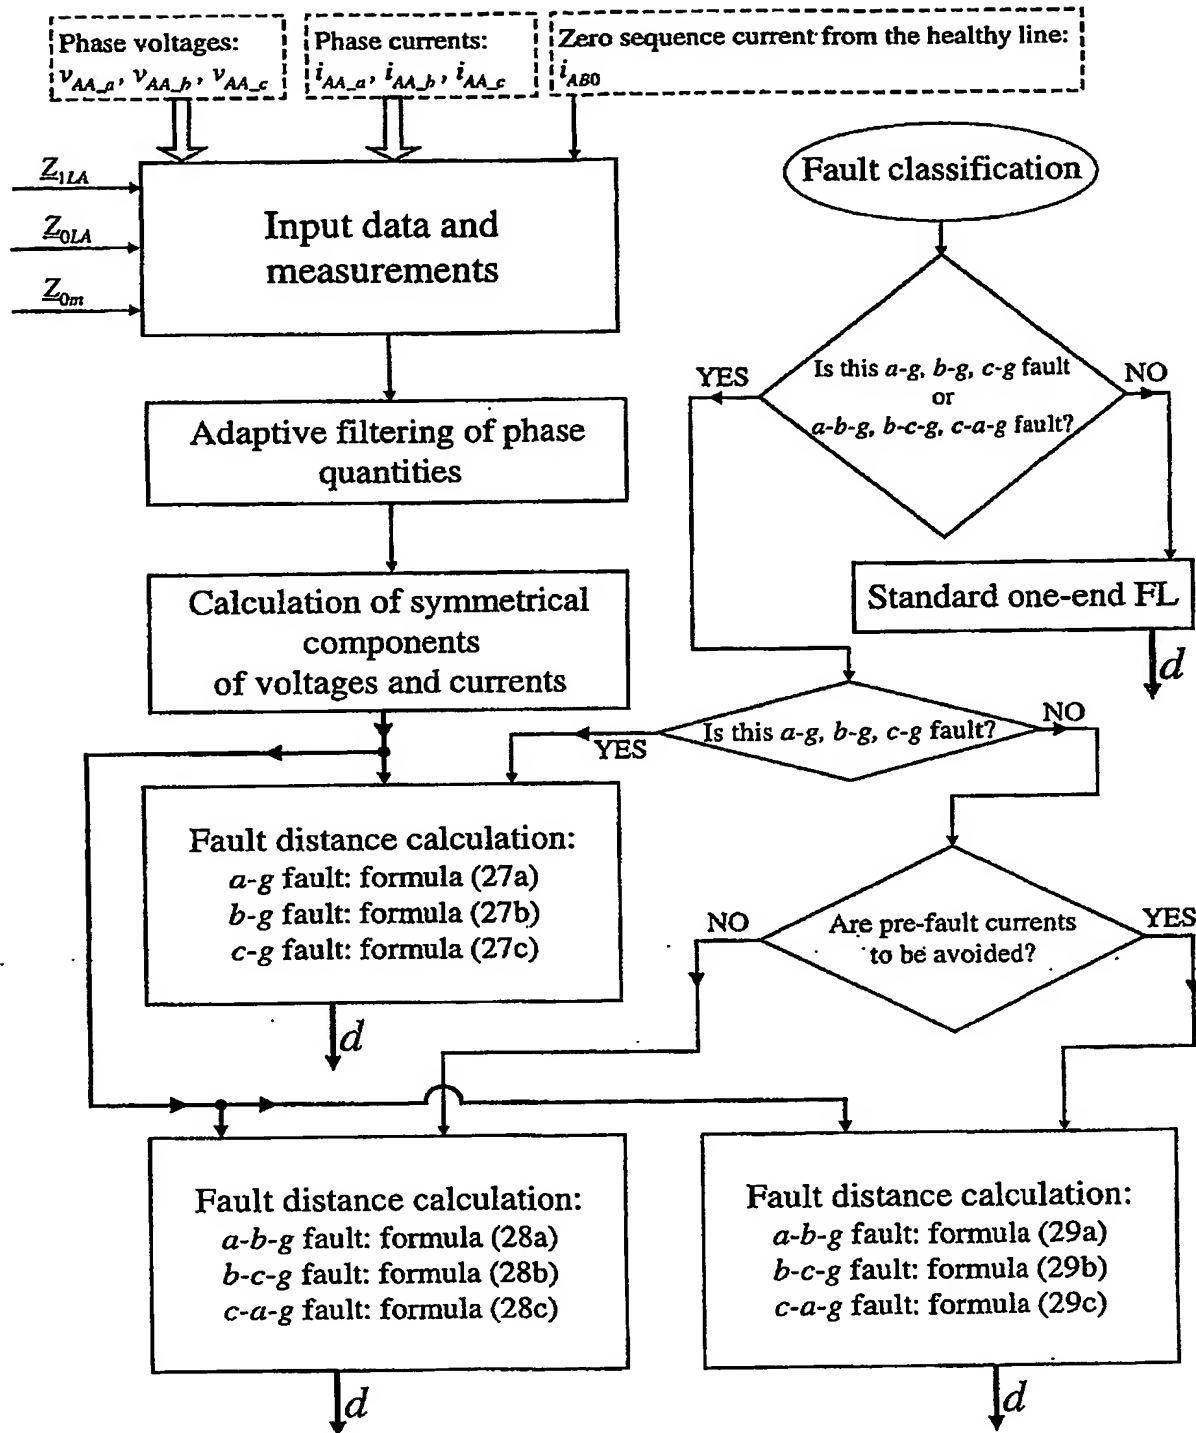 Phase voltages:
v_AA_a, v_AA_b, v_AA_c
Phase currents:
i_AA_a, i_AA_b, i_AA_c
Zero sequence current from the healthy line:
i_AB0
Z_1LA
Z_0LA
Z_0m
Input data and
measurements
Adaptive filtering of phase
quantities
Calculation of symmetrical
components
of voltages and currents
Fault classification
Is this a-g, b-g, c-g fault
or
a-b-g, b-c-g, c-a-g fault?
YES
NO
Standard one-end FL
d
Is this a-g, b-g, c-g fault?
YES
NO
Fault distance calculation:
a-g fault: formula (27a)
b-g fault: formula (27b)
c-g fault: formula (27c)
d
Are pre-fault currents
to be avoided?
NO
YES
Fault distance calculation:
a-b-g fault: formula (28a)
b-c-g fault: formula (28b)
c-a-g fault: formula (28c)
d
Fault distance calculation:
a-b-g fault: formula (29a)
b-c-g fault: formula (29b)
c-a-g fault: formula (29c)
d